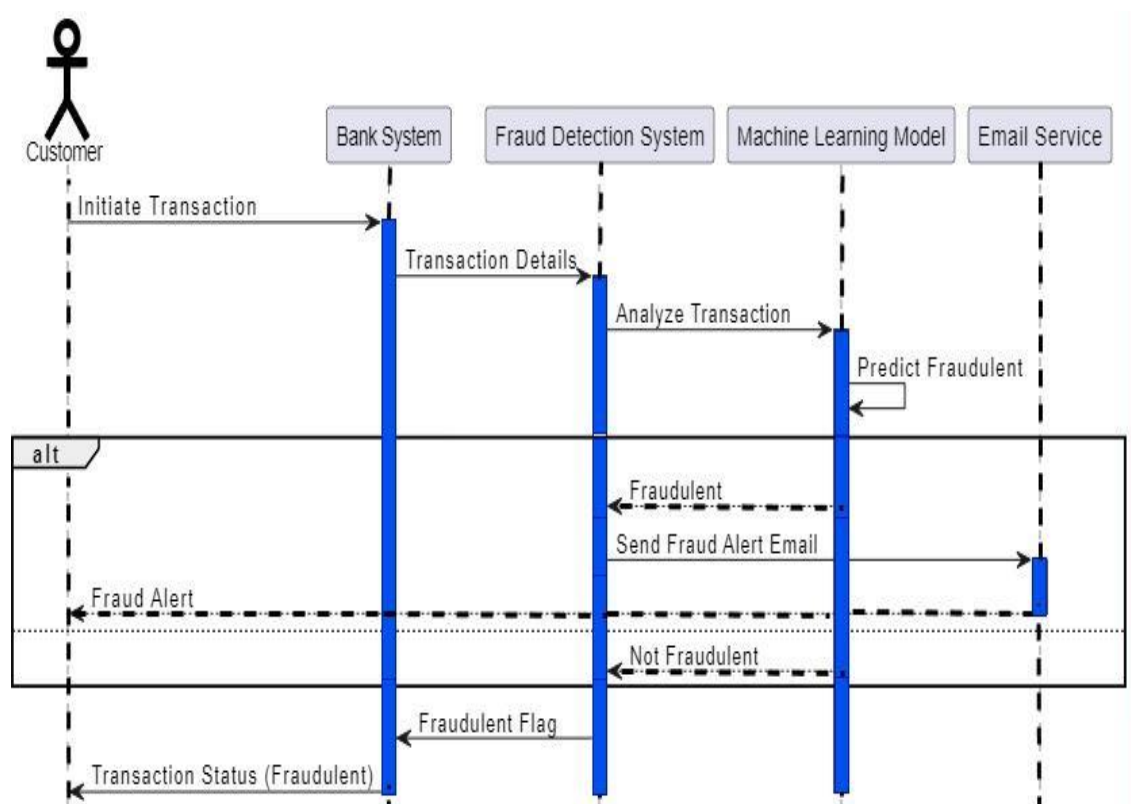 Customer
Bank System
Fraud Detection System
Machine Learning Model
Email Service
Initiate Transaction
Transaction Details
Analyze Transaction
Predict Fraudulent
alt
Fraudulent
Send Fraud Alert Email
Fraud Alert
Not Fraudulent
Fraudulent Flag
Transaction Status (Fraudulent)